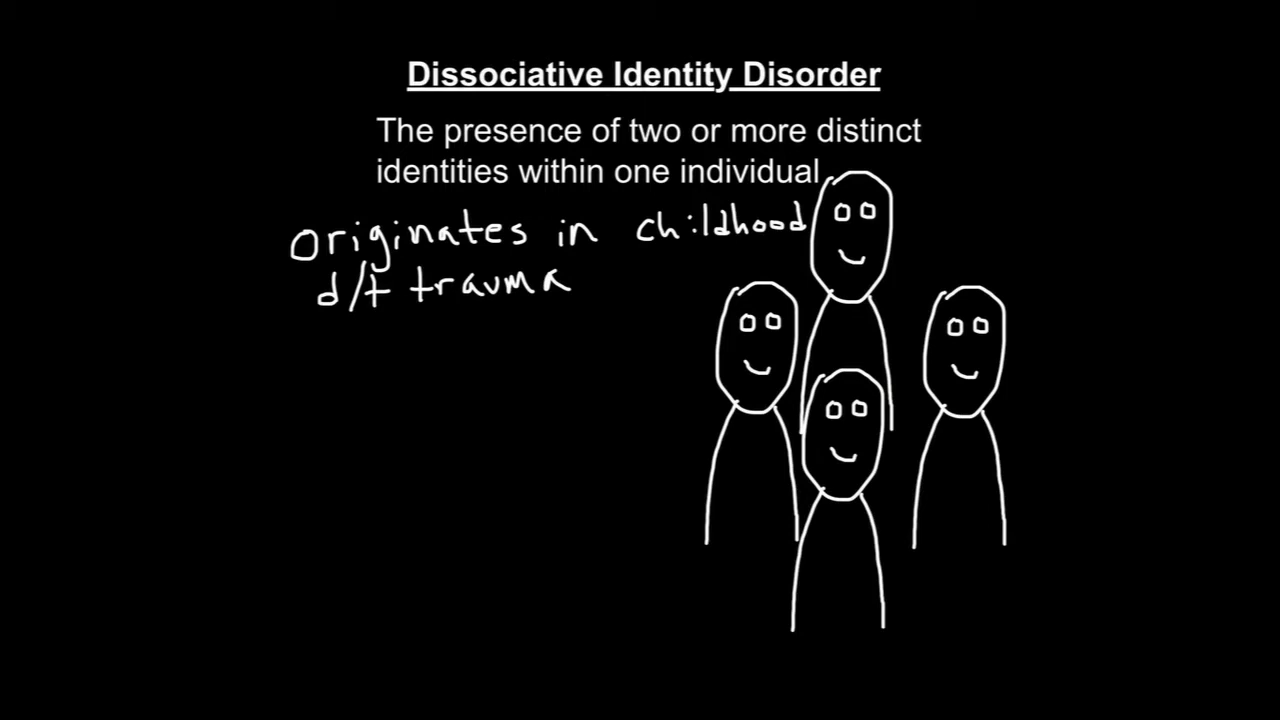 Dissociative Identity Disorder
The presence of two or more distinct
identities within one individual
originates in childhood
d/t trauma